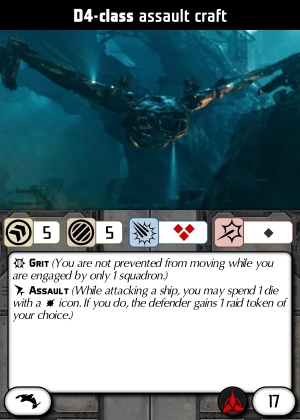 D4-class assault craft
5
5
GRIT (You are not prevented from moving while you
are engaged by only 1 squadron.)
ASSAULT (While attacking a ship, you may spend 1 die
with a icon. If you do, the defender gains 1 raid token of
your choice.)
17